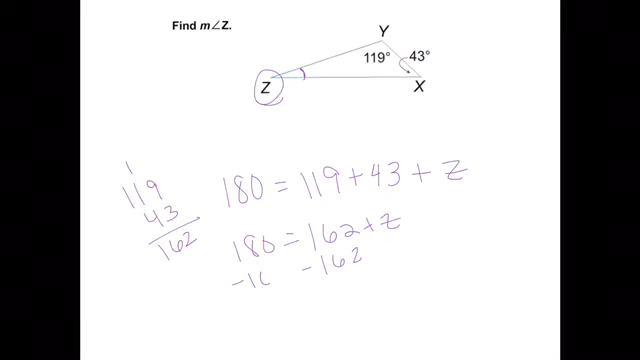 Find m∠Z.
Y
119° 43°
Z
X
1
119
43
162
180 = 119 + 43 + Z
180 = 162 + Z
-16 -162